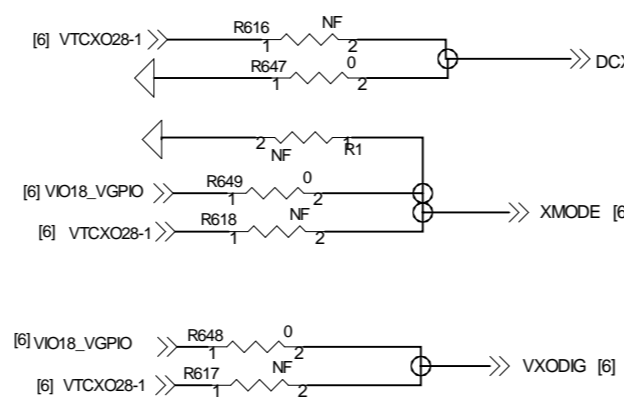 R616 NF
[6] VTCXO28-1 1 2
DCX
R647 0
1 2
2 NF 1 R1
[6] VIO18_VGPIO R649 0
1 2
XMODE [6
[6] VTCXO28-1 R618 NF
1 2
[6] VIO18_VGPIO R648 0
1 2
VXODIG [6]
[6] VTCXO28-1 R617 NF
1 2